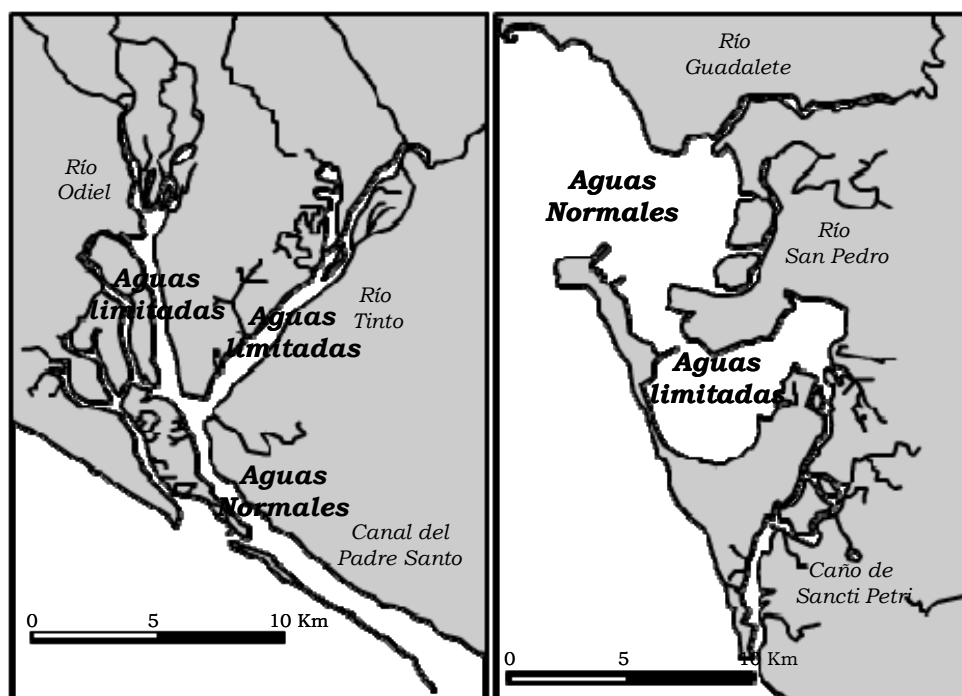 Río
Odiel
Aguas
limitadas
Aguas
limitadas
Río
Tinto
Aguas
Normales
Canal del
Padre Santo
0 5 10 Km
Río
Guadalete
Aguas
Normales
Río
San Pedro
Aguas
limitadas
Caño de
Sancti Petri
0 5 10 Km